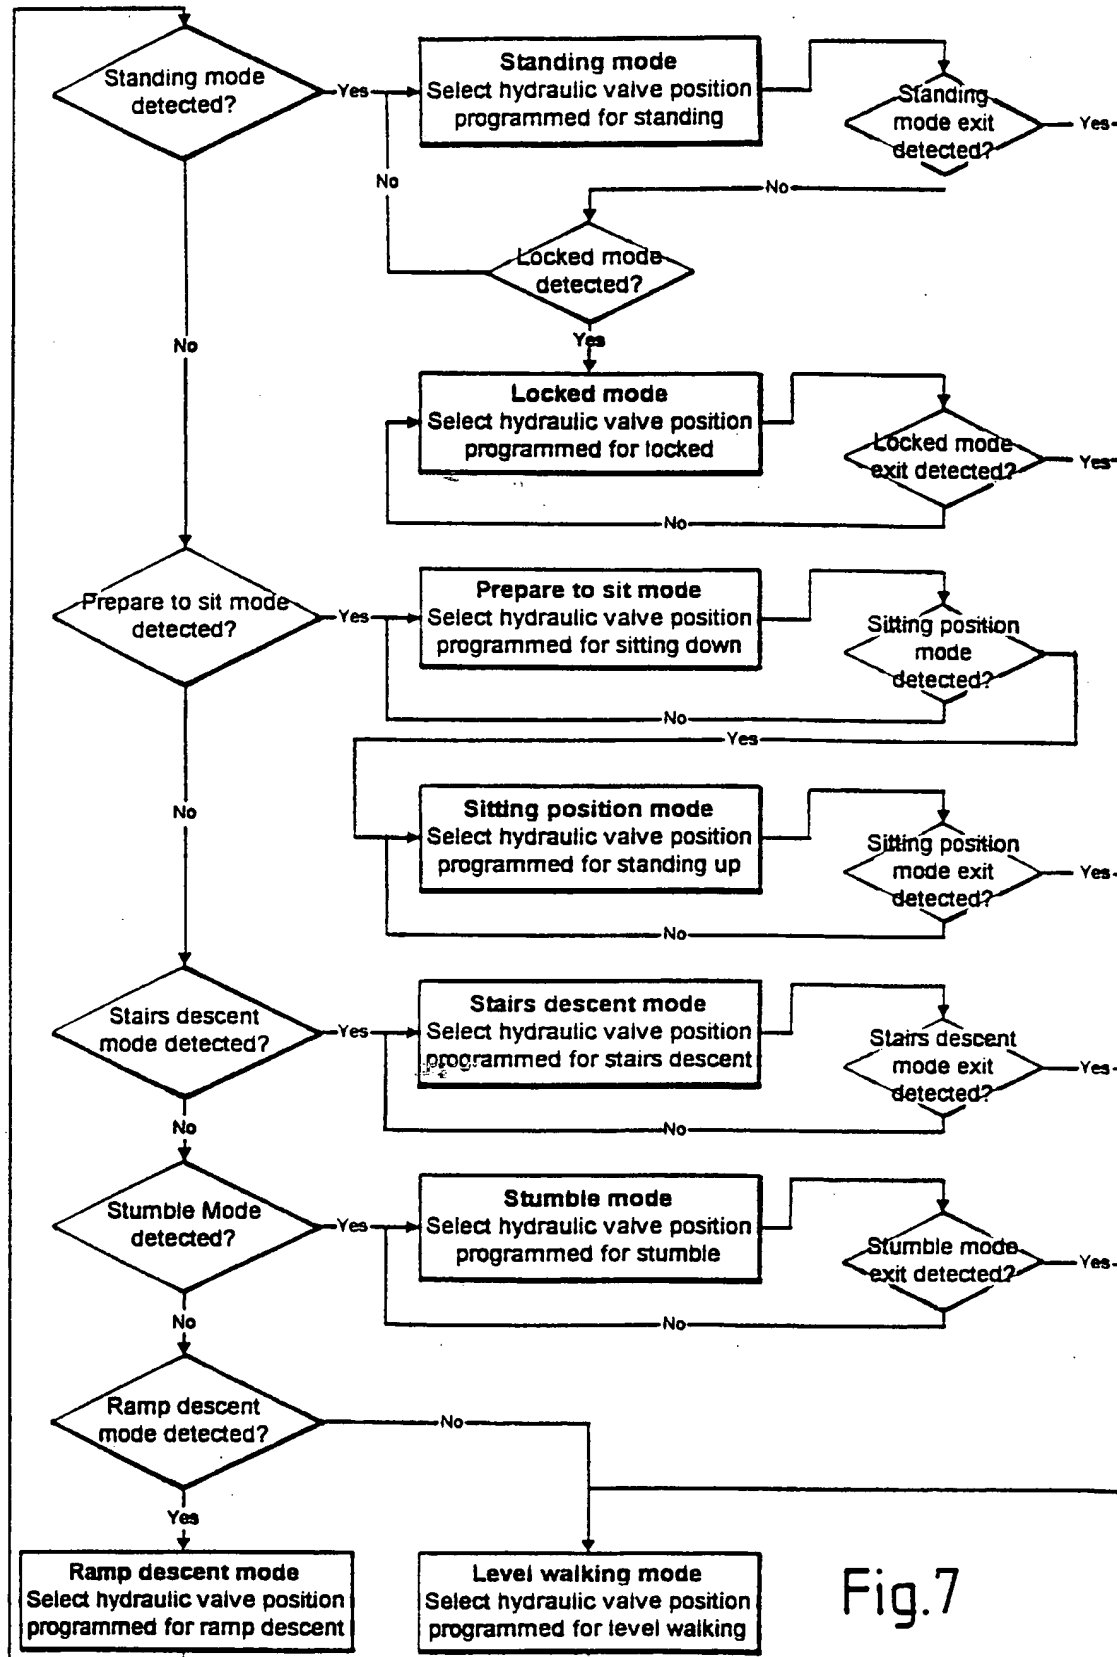 Standing mode
detected?
Yes
Standing mode
Select hydraulic valve position
programmed for standing
Standing
mode exit
detected?
Yes
No
No
Locked mode
detected?
Yes
No
Locked mode
Select hydraulic valve position
programmed for locked
Locked mode
exit detected?
Yes
No
Prepare to sit mode
detected?
Yes
Prepare to sit mode
Select hydraulic valve position
programmed for sitting down
Sitting position
mode
detected?
No
Yes
No
Sitting position mode
Select hydraulic valve position
programmed for standing up
Sitting position
mode exit
detected?
Yes
No
Stairs descent
mode detected?
Yes
Stairs descent mode
Select hydraulic valve position
programmed for stairs descent
Stairs descent
mode exit
detected?
Yes
No
No
Stumble Mode
detected?
Yes
Stumble mode
Select hydraulic valve position
programmed for stumble
Stumble mode
exit detected?
Yes
No
No
Ramp descent
mode detected?
No
Yes
Ramp descent mode
Select hydraulic valve position
programmed for ramp descent
Level walking mode
Select hydraulic valve position
programmed for level walking
Fig.7